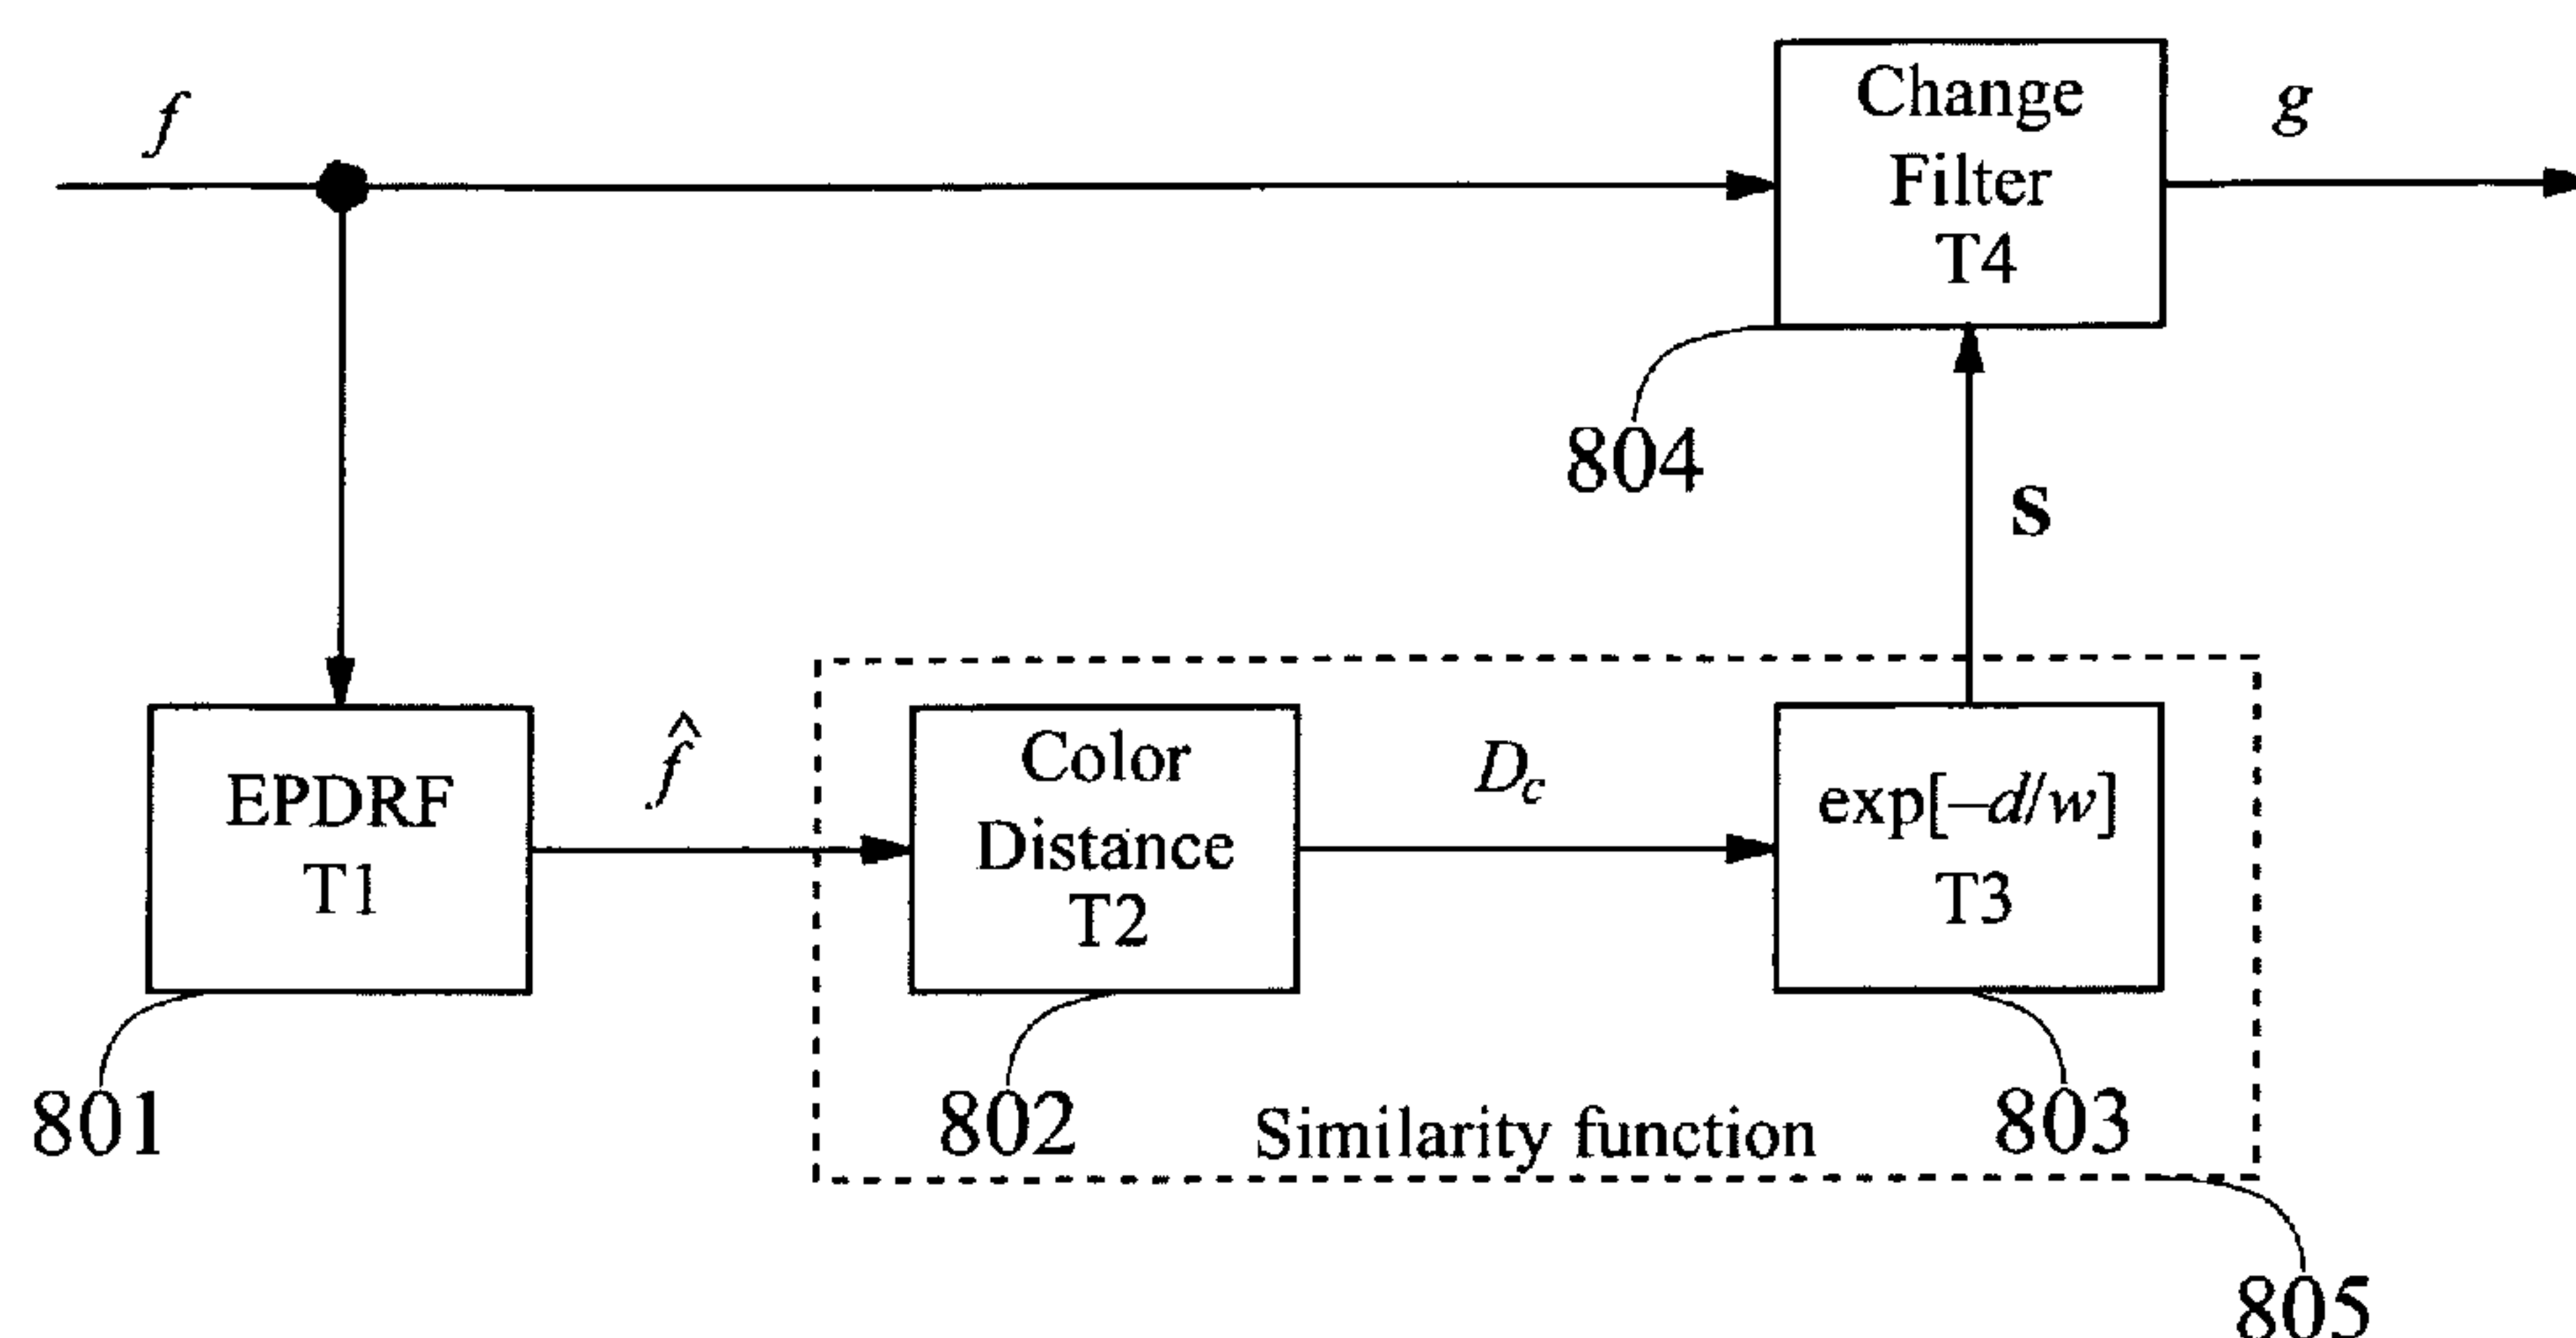 f
Change
Filter
T4
g
804
S
EPDRF
T1
f̂
Color
Distance
T2
D_c
exp[–d/w]
T3
801
802
Similarity function
803
805